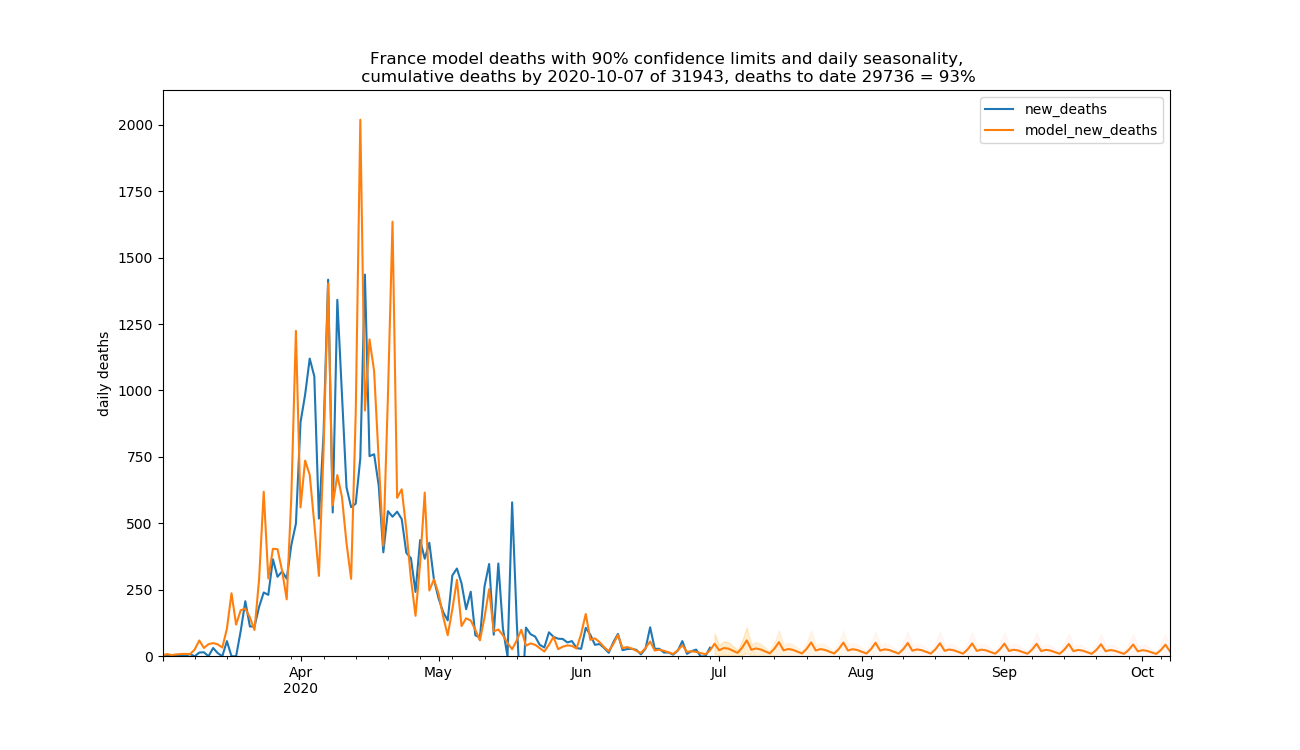 France model deaths with 90% confidence limits and daily seasonality,
cumulative deaths by 2020-10-07 of 31943, deaths to date 29736 = 93%
new_deaths
model_new_deaths
daily deaths
2000
1750
1500
1250
1000
750
500
250
0
Apr May Jun Jul Aug Sep Oct
2020